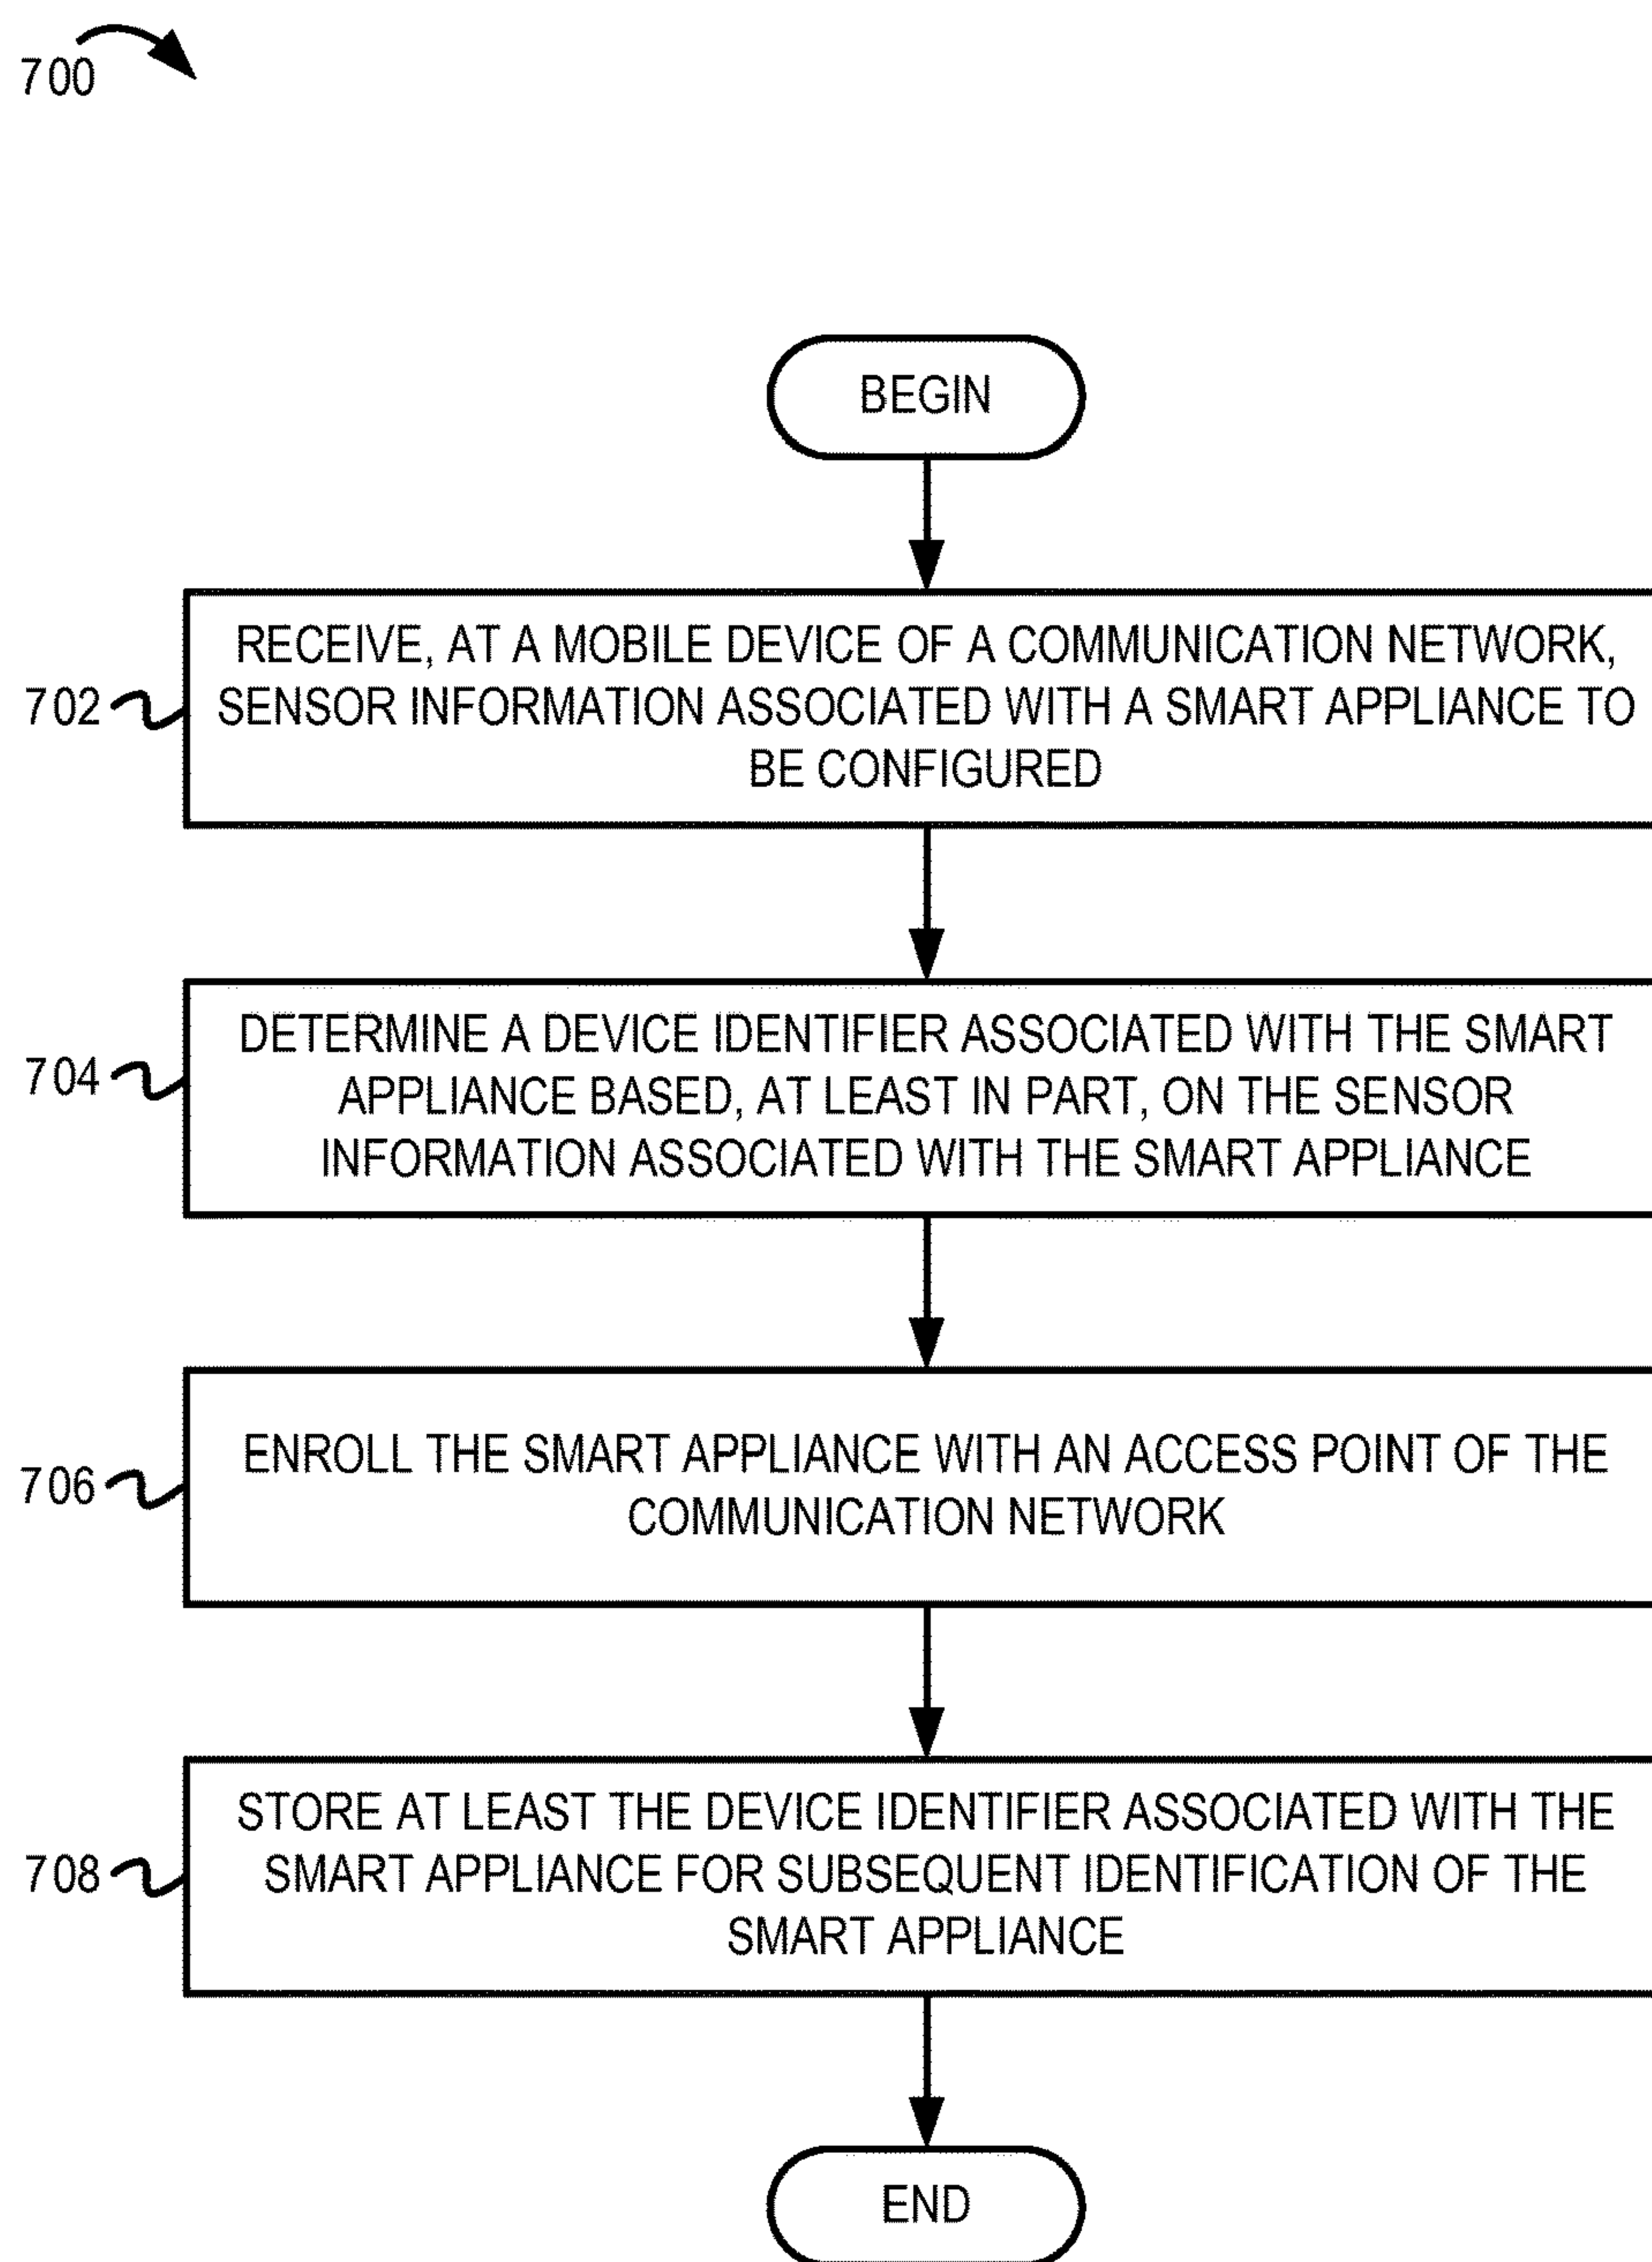 700
BEGIN
702
RECEIVE, AT A MOBILE DEVICE OF A COMMUNICATION NETWORK,
SENSOR INFORMATION ASSOCIATED WITH A SMART APPLIANCE TO
BE CONFIGURED
704
DETERMINE A DEVICE IDENTIFIER ASSOCIATED WITH THE SMART
APPLIANCE BASED, AT LEAST IN PART, ON THE SENSOR
INFORMATION ASSOCIATED WITH THE SMART APPLIANCE
706
ENROLL THE SMART APPLIANCE WITH AN ACCESS POINT OF THE
COMMUNICATION NETWORK
708
STORE AT LEAST THE DEVICE IDENTIFIER ASSOCIATED WITH THE
SMART APPLIANCE FOR SUBSEQUENT IDENTIFICATION OF THE
SMART APPLIANCE
END